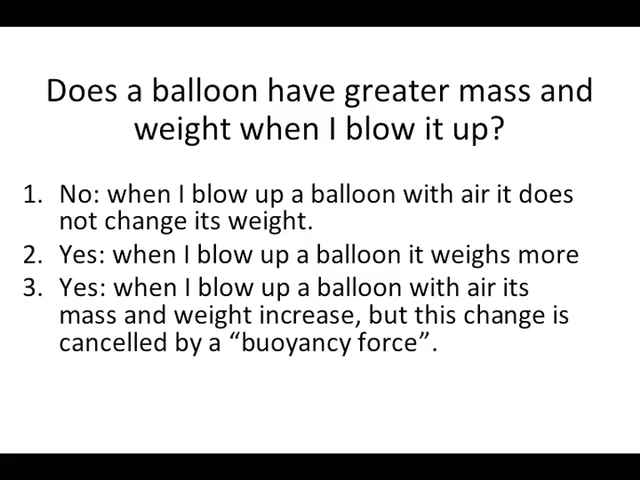 Does a balloon have greater mass and
weight when I blow it up?
1. No: when I blow up a balloon with air it does
not change its weight.
2. Yes: when I blow up a balloon it weighs more
3. Yes: when I blow up a balloon with air its
mass and weight increase, but this change is
cancelled by a “buoyancy force”.